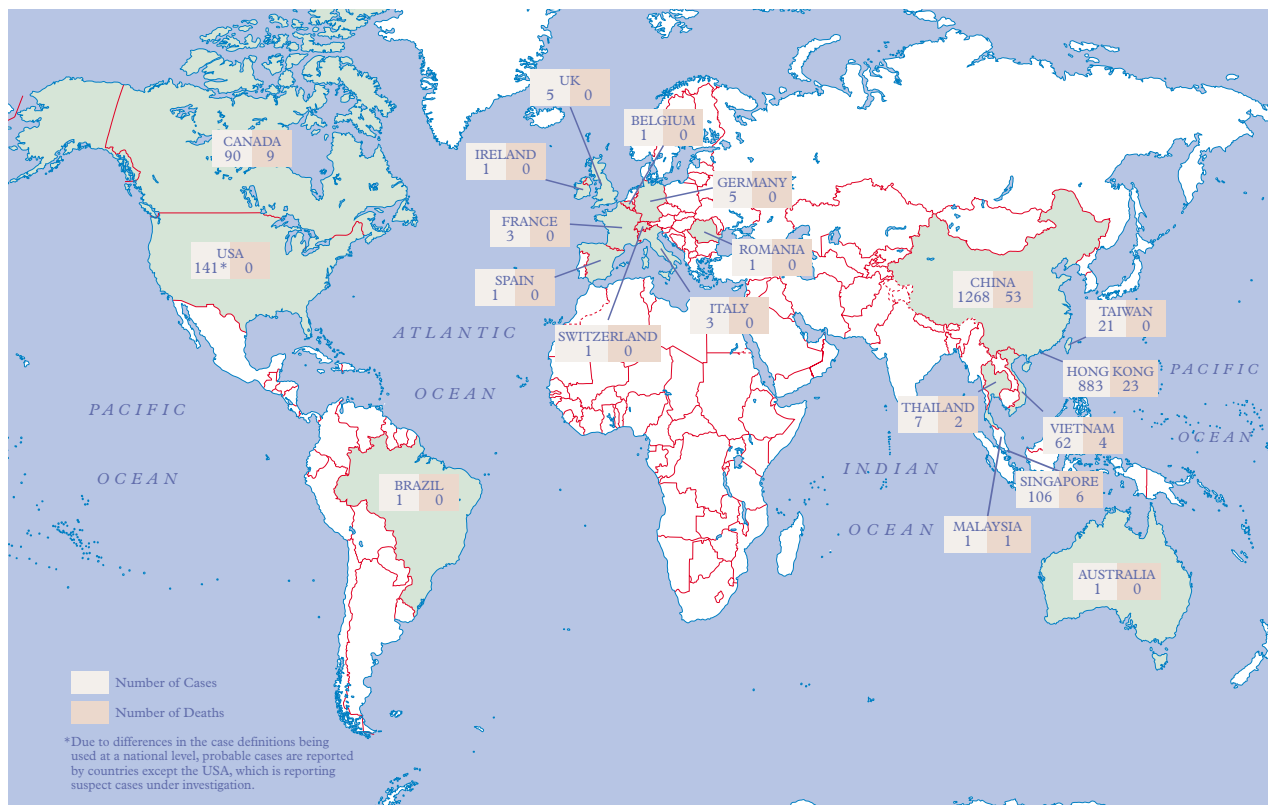 UK
5 0
BELGIUM
1 0
CANADA
90 9
IRELAND
1 0
GERMANY
5 0
FRANCE
3 0
ROMANIA
1 0
USA
141* 0
SPAIN
1 0
CHINA
1268 53
ITALY
3 0
TAIWAN
21 0
SWITZERLAND
1 0
ATLANTIC
OCEAN
HONG KONG
883 23
PACIFIC
OCEAN
PACIFIC
OCEAN
THAILAND
7 2
VIETNAM
62 4
INDIAN
OCEAN
SINGAPORE
106 6
BRAZIL
1 0
MALAYSIA
1 1
AUSTRALIA
1 0
Number of Cases
Number of Deaths
*Due to differences in the case definitions being
used at a national level, probable cases are reported
by countries except the USA, which is reporting
suspect cases under investigation.